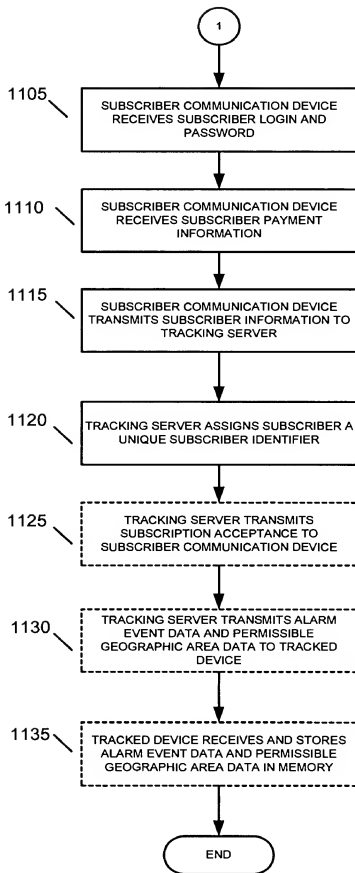 1
1105
SUBSCRIBER COMMUNICATION DEVICE
RECEIVES SUBSCRIBER LOGIN AND
PASSWORD
1110
SUBSCRIBER COMMUNICATION DEVICE
RECEIVES SUBSCRIBER PAYMENT
INFORMATION
1115
SUBSCRIBER COMMUNICATION DEVICE
TRANSMITS SUBSCRIBER INFORMATION TO
TRACKING SERVER
1120
TRACKING SERVER ASSIGNS SUBSCRIBER A
UNIQUE SUBSCRIBER IDENTIFIER
1125
TRACKING SERVER TRANSMITS
SUBSCRIPTION ACCEPTANCE TO
SUBSCRIBER COMMUNICATION DEVICE
1130
TRACKING SERVER TRANSMITS ALARM
EVENT DATA AND PERMISSIBLE
GEOGRAPHIC AREA DATA TO TRACKED
DEVICE
1135
TRACKED DEVICE RECEIVES AND STORES
ALARM EVENT DATA AND PERMISSIBLE
GEOGRAPHIC AREA DATA IN MEMORY
END